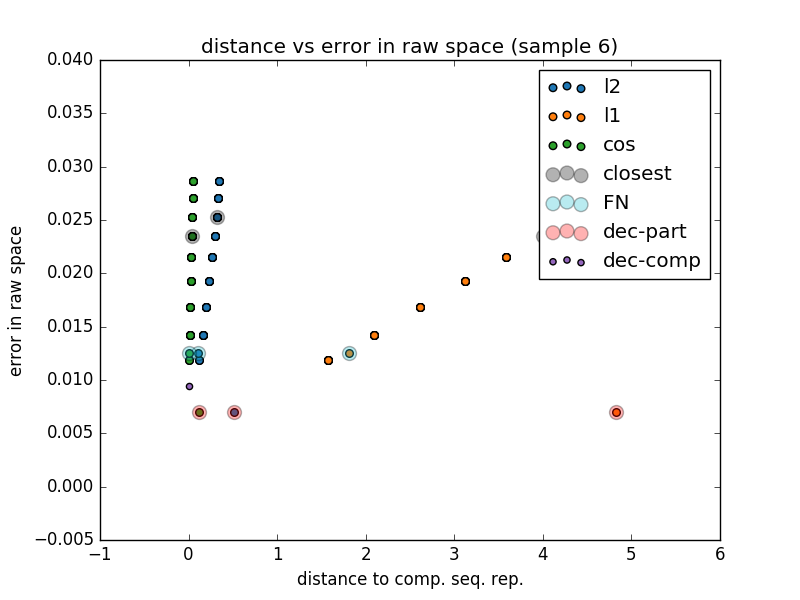 distance vs error in raw space (sample 6)
0.040
0.035
0.030
0.025
0.020
0.015
0.010
0.005
0.000
−0.005
error in raw space
l2
l1
cos
closest
FN
dec-part
dec-comp
−1 0 1 2 3 4 5 6
distance to comp. seq. rep.